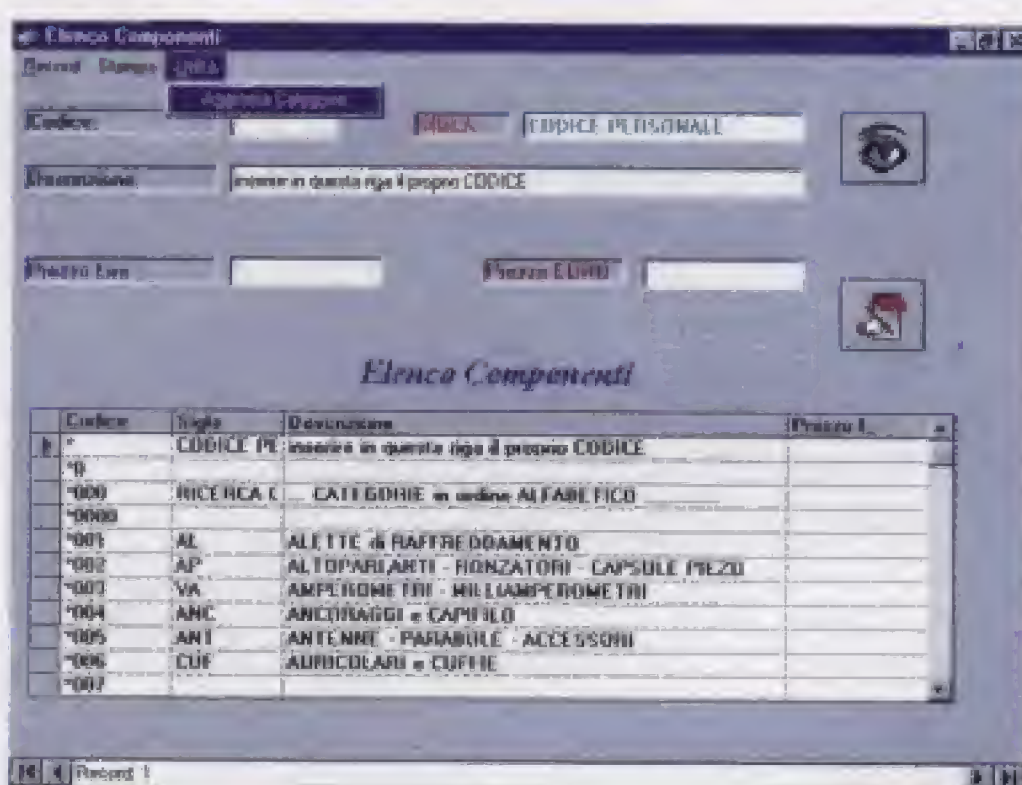 Elenco Componenti
Record Stampa Utilità
Aggiorna Categorie
Codice: SIGLA CODICE PERSONALE
Descrizione inserire in questa riga il proprio CODICE
Prezzo Lire Prezzo EURO
Elenco Componenti
Codice Sigla Descrizione Prezzo L
* CODICE PE inserire in questa riga il proprio CODICE
*0
*000 RICERCA C ... CATEGORIE in ordine ALFABETICO
*0000
*001 AL ALETTE di RAFFREDDAMENTO
*002 AP ALTOPARLANTI - RONZATORI - CAPSULE PIEZO
*003 VA AMPEROMETRI - MILLIAMPEROMETRI
*004 ANC ANCORAGGI e CAPIFILO
*005 ANT ANTENNE - PARABOLE - ACCESSORI
*006 CUF AURICOLARI e CUFFIE
*007
Record 1